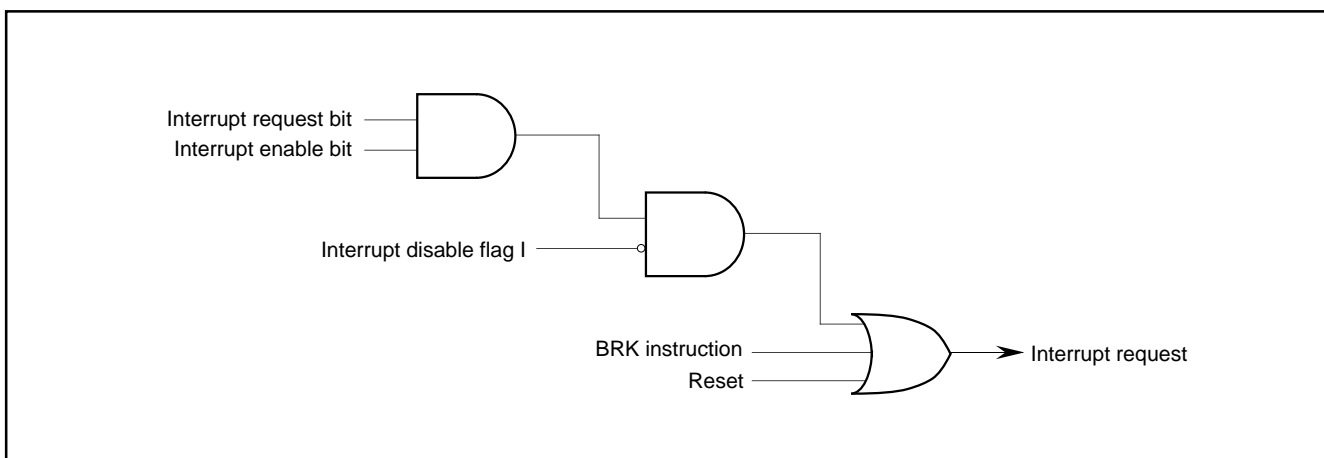 Interrupt request bit
Interrupt enable bit
Interrupt disable flag I
BRK instruction
Reset
Interrupt request